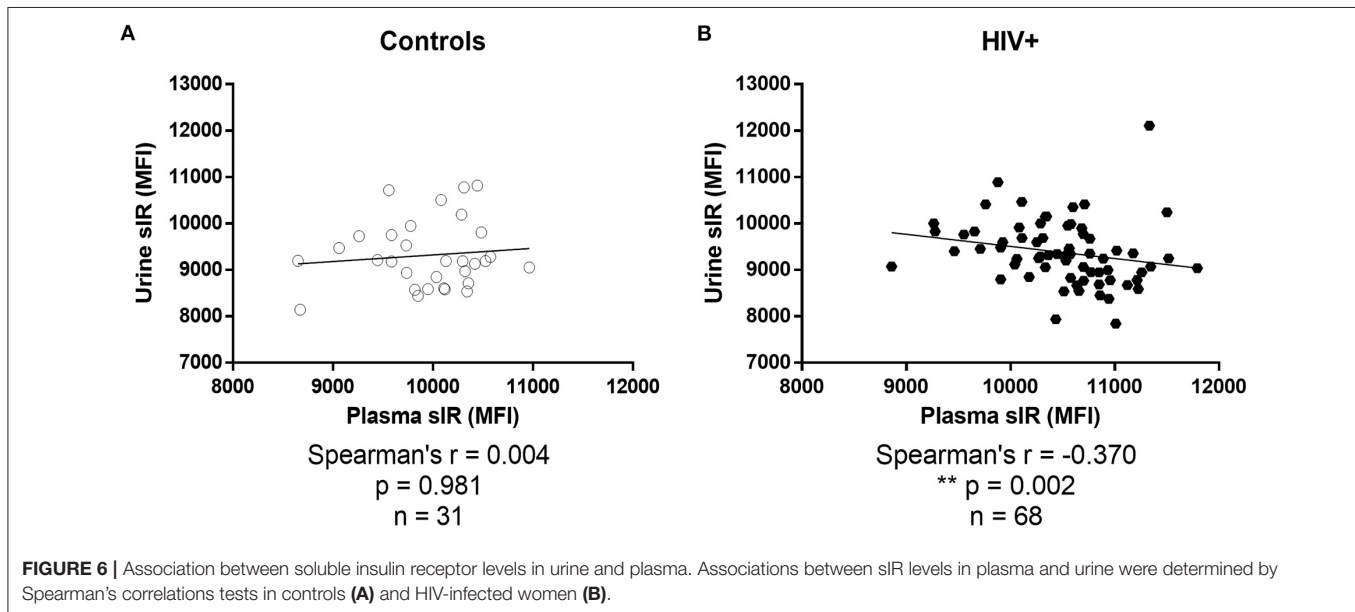 A
Controls
Urine sIR (MFI)
13000
12000
11000
10000
9000
8000
7000
8000 9000 10000 11000 12000
Plasma sIR (MFI)
Spearman's r = 0.004
p = 0.981
n = 31
B
HIV+
Urine sIR (MFI)
13000
12000
11000
10000
9000
8000
7000
8000 9000 10000 11000 12000
Plasma sIR (MFI)
Spearman's r = -0.370
** p = 0.002
n = 68
FIGURE 6 | Association between soluble insulin receptor levels in urine and plasma. Associations between sIR levels in plasma and urine were determined by
Spearman's correlations tests in controls (A) and HIV-infected women (B).